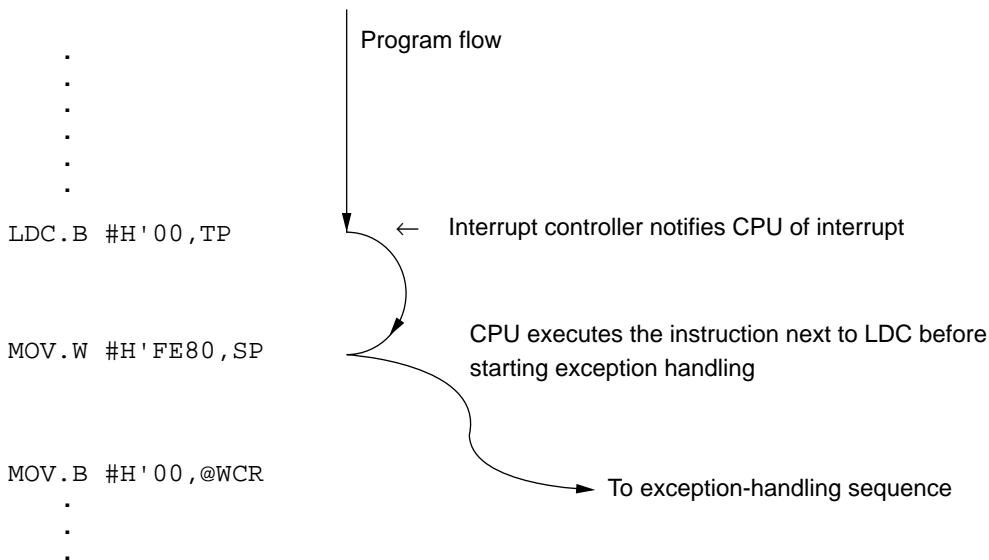 Program flow
.
.
.
.
.
.
LDC.B #H'00,TP
← Interrupt controller notifies CPU of interrupt
MOV.W #H'FE80,SP
CPU executes the instruction next to LDC before
starting exception handling
MOV.B #H'00,@WCR
To exception-handling sequence
.
.
.